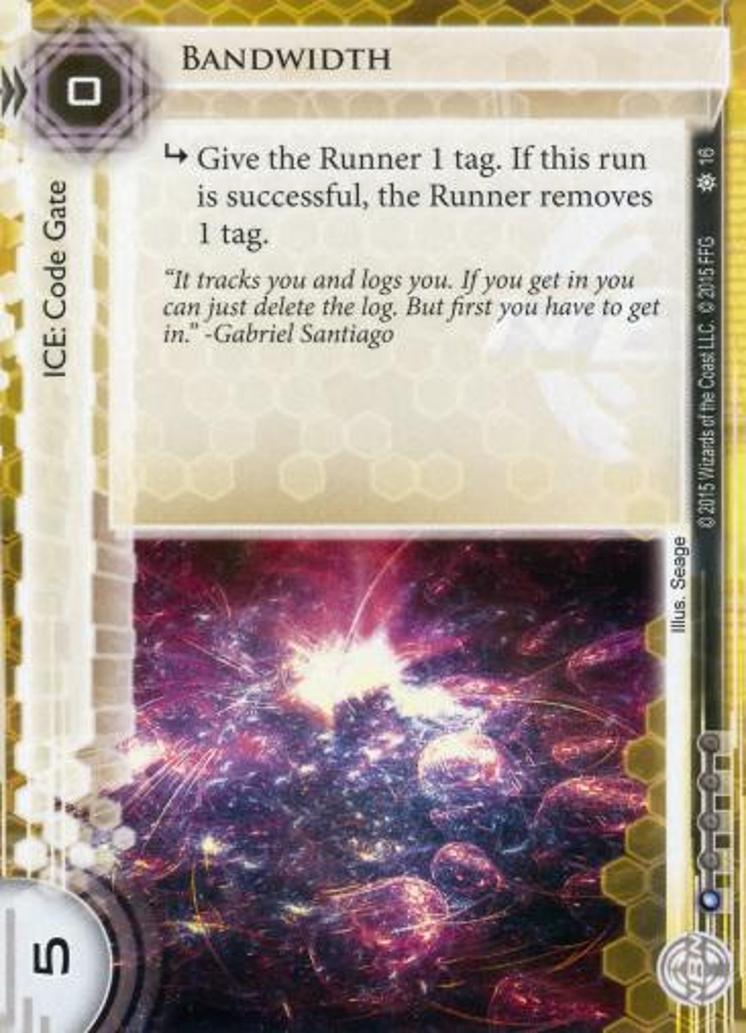 0
BANDWIDTH
↳ Give the Runner 1 tag. If this run
is successful, the Runner removes
1 tag.
“It tracks you and logs you. If you get in you
can just delete the log. But first you have to get
in.” -Gabriel Santiago
ICE: Code Gate
16
© 2015 Wizards of the Coast LLC. © 2015 FFG
Illus. Seage
5
NBN